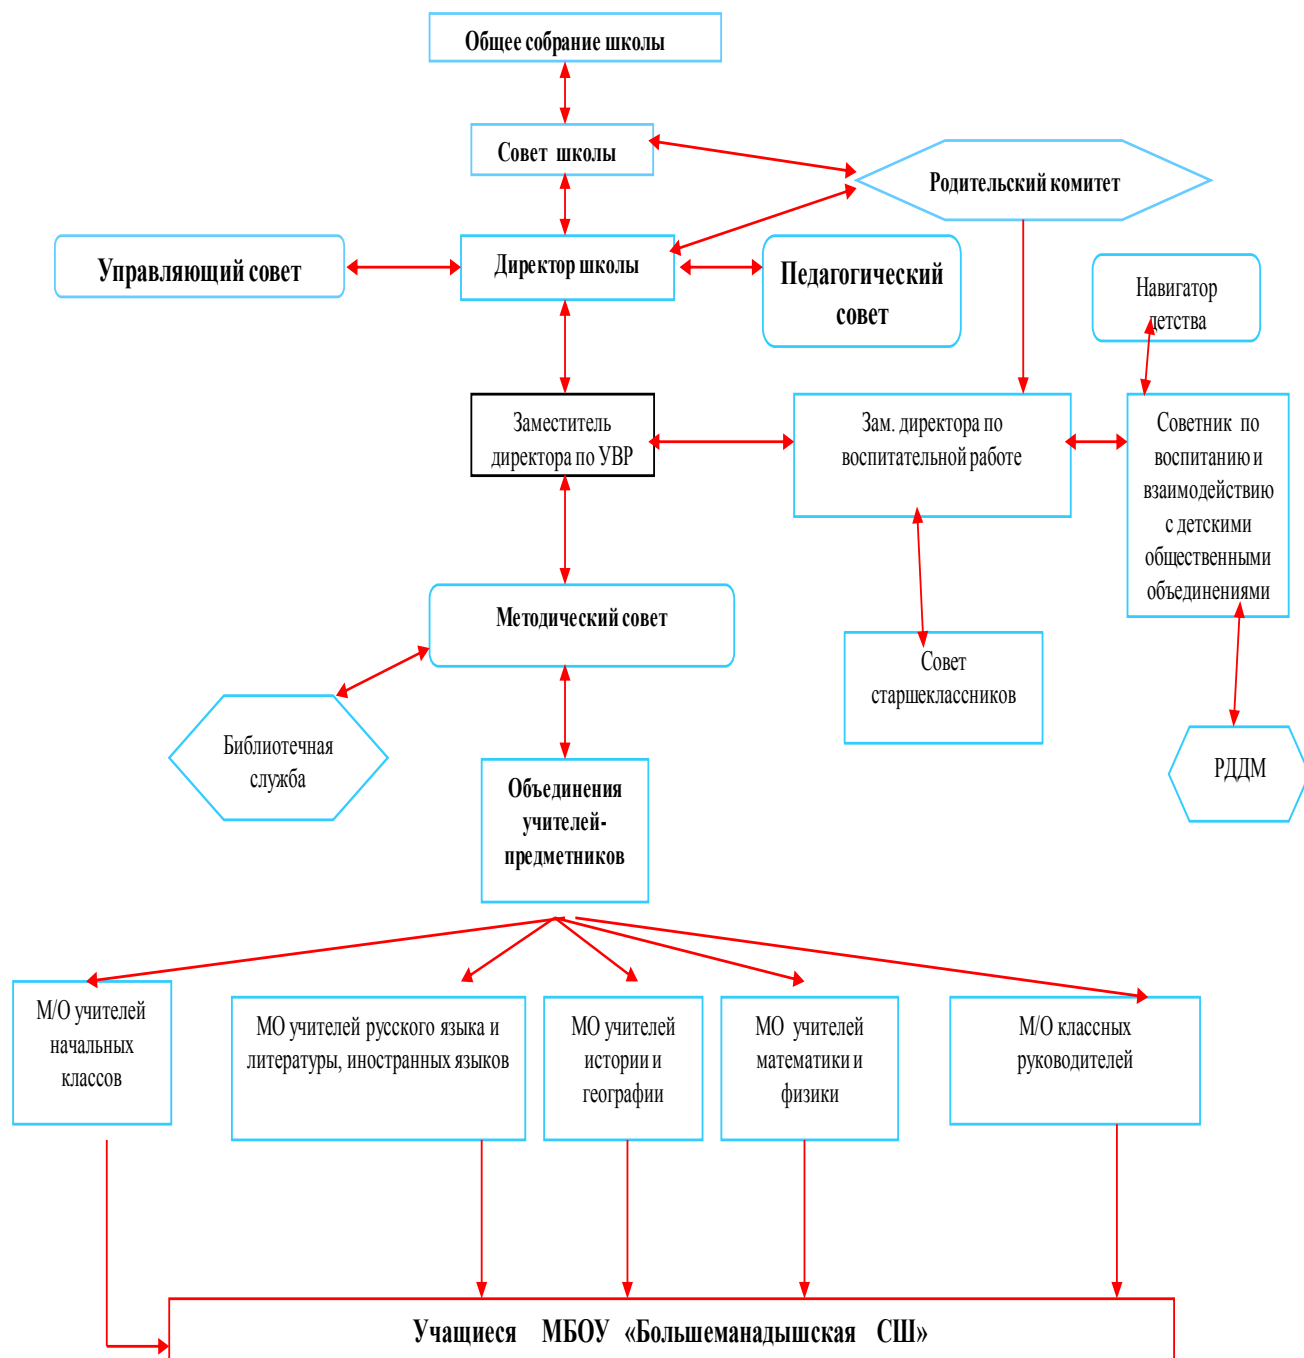 Общее собрание школы
Совет школы
Родительский комитет
Управляющий совет
Директор школы
Педагогический
совет
Навигатор
детства
Заместитель
директора по УВР
Зам. директора по
воспитательной работе
Советник по
воспитанию и
взаимодействию
с детскими
общественными
объединениями
Методический совет
Совет
старшеклассников
Библиотечная
служба
РДДМ
Объединения
учителей-
предметников
М/О учителей
начальных
классов
МО учителей русского языка и
литературы, иностранных языков
МО учителей
истории и
географии
МО учителей
математики и
физики
М/О классных
руководителей
Учащиеся МБОУ «Большеманадышская СШ»